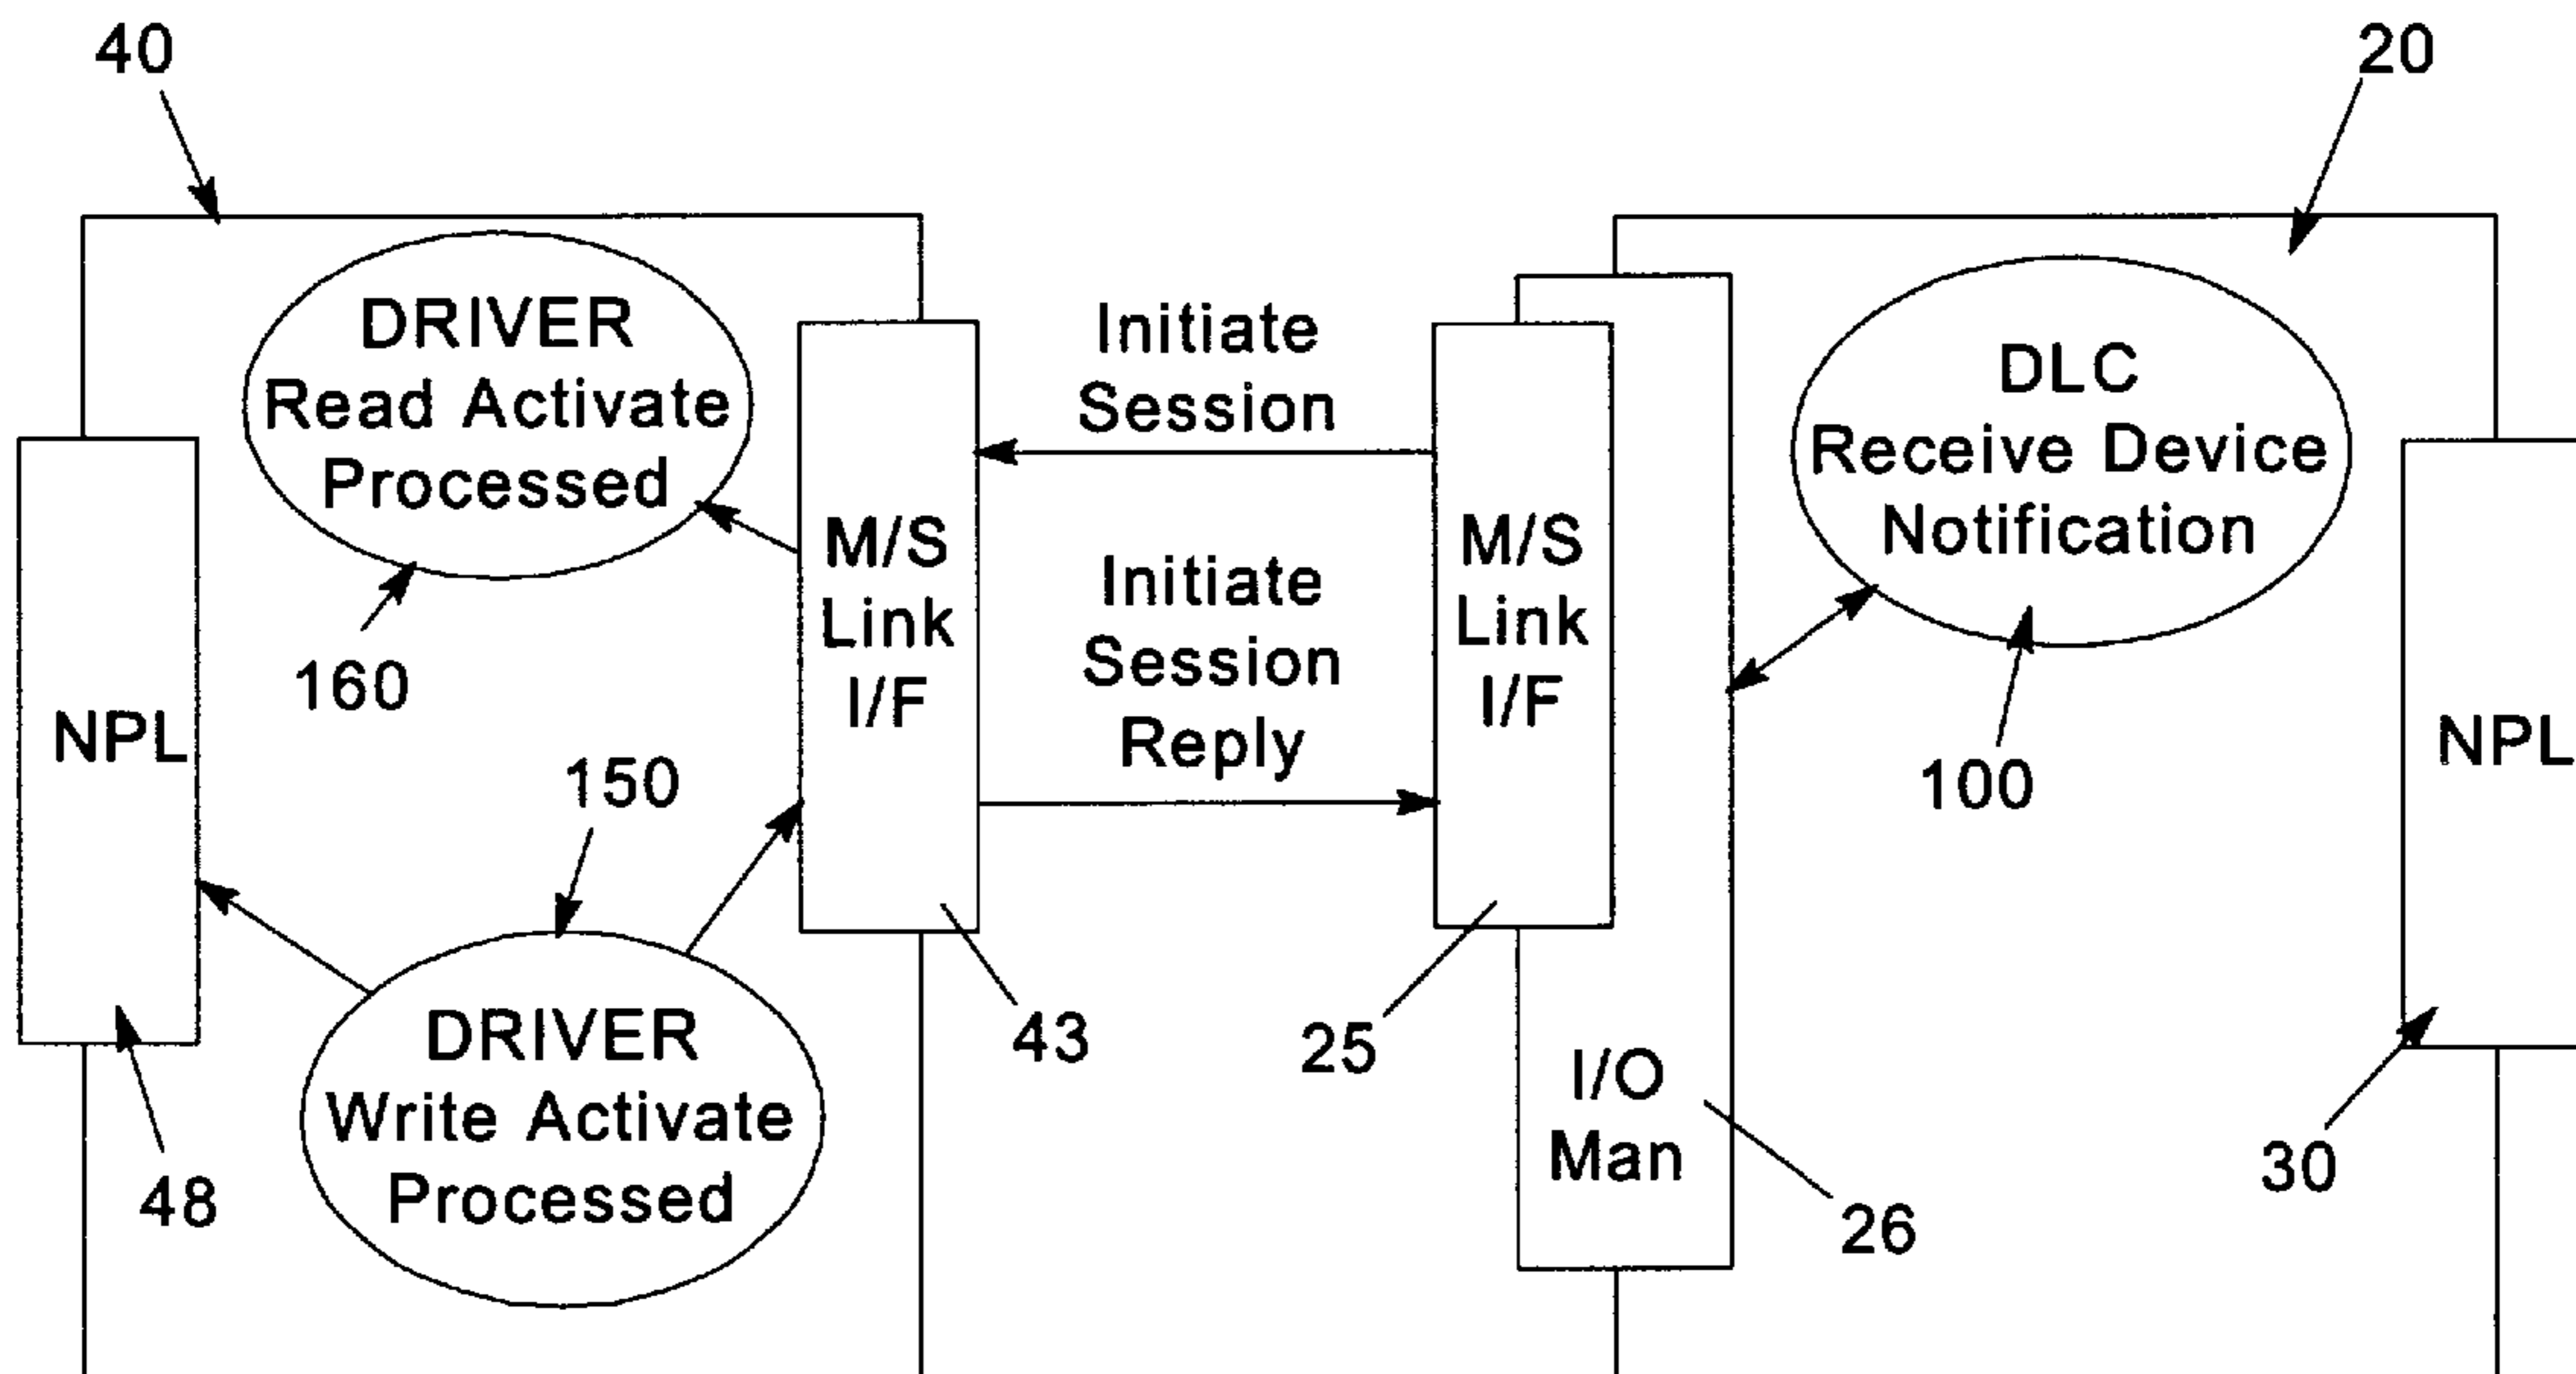 40
20
DRIVER
Read Activate
Processed
160
NPL
48
150
DRIVER
Write Activate
Processed
M/S
Link
I/F
43
Initiate
Session
Initiate
Session
Reply
M/S
Link
I/F
25
I/O
Man
26
DLC
Receive Device
Notification
100
NPL
30